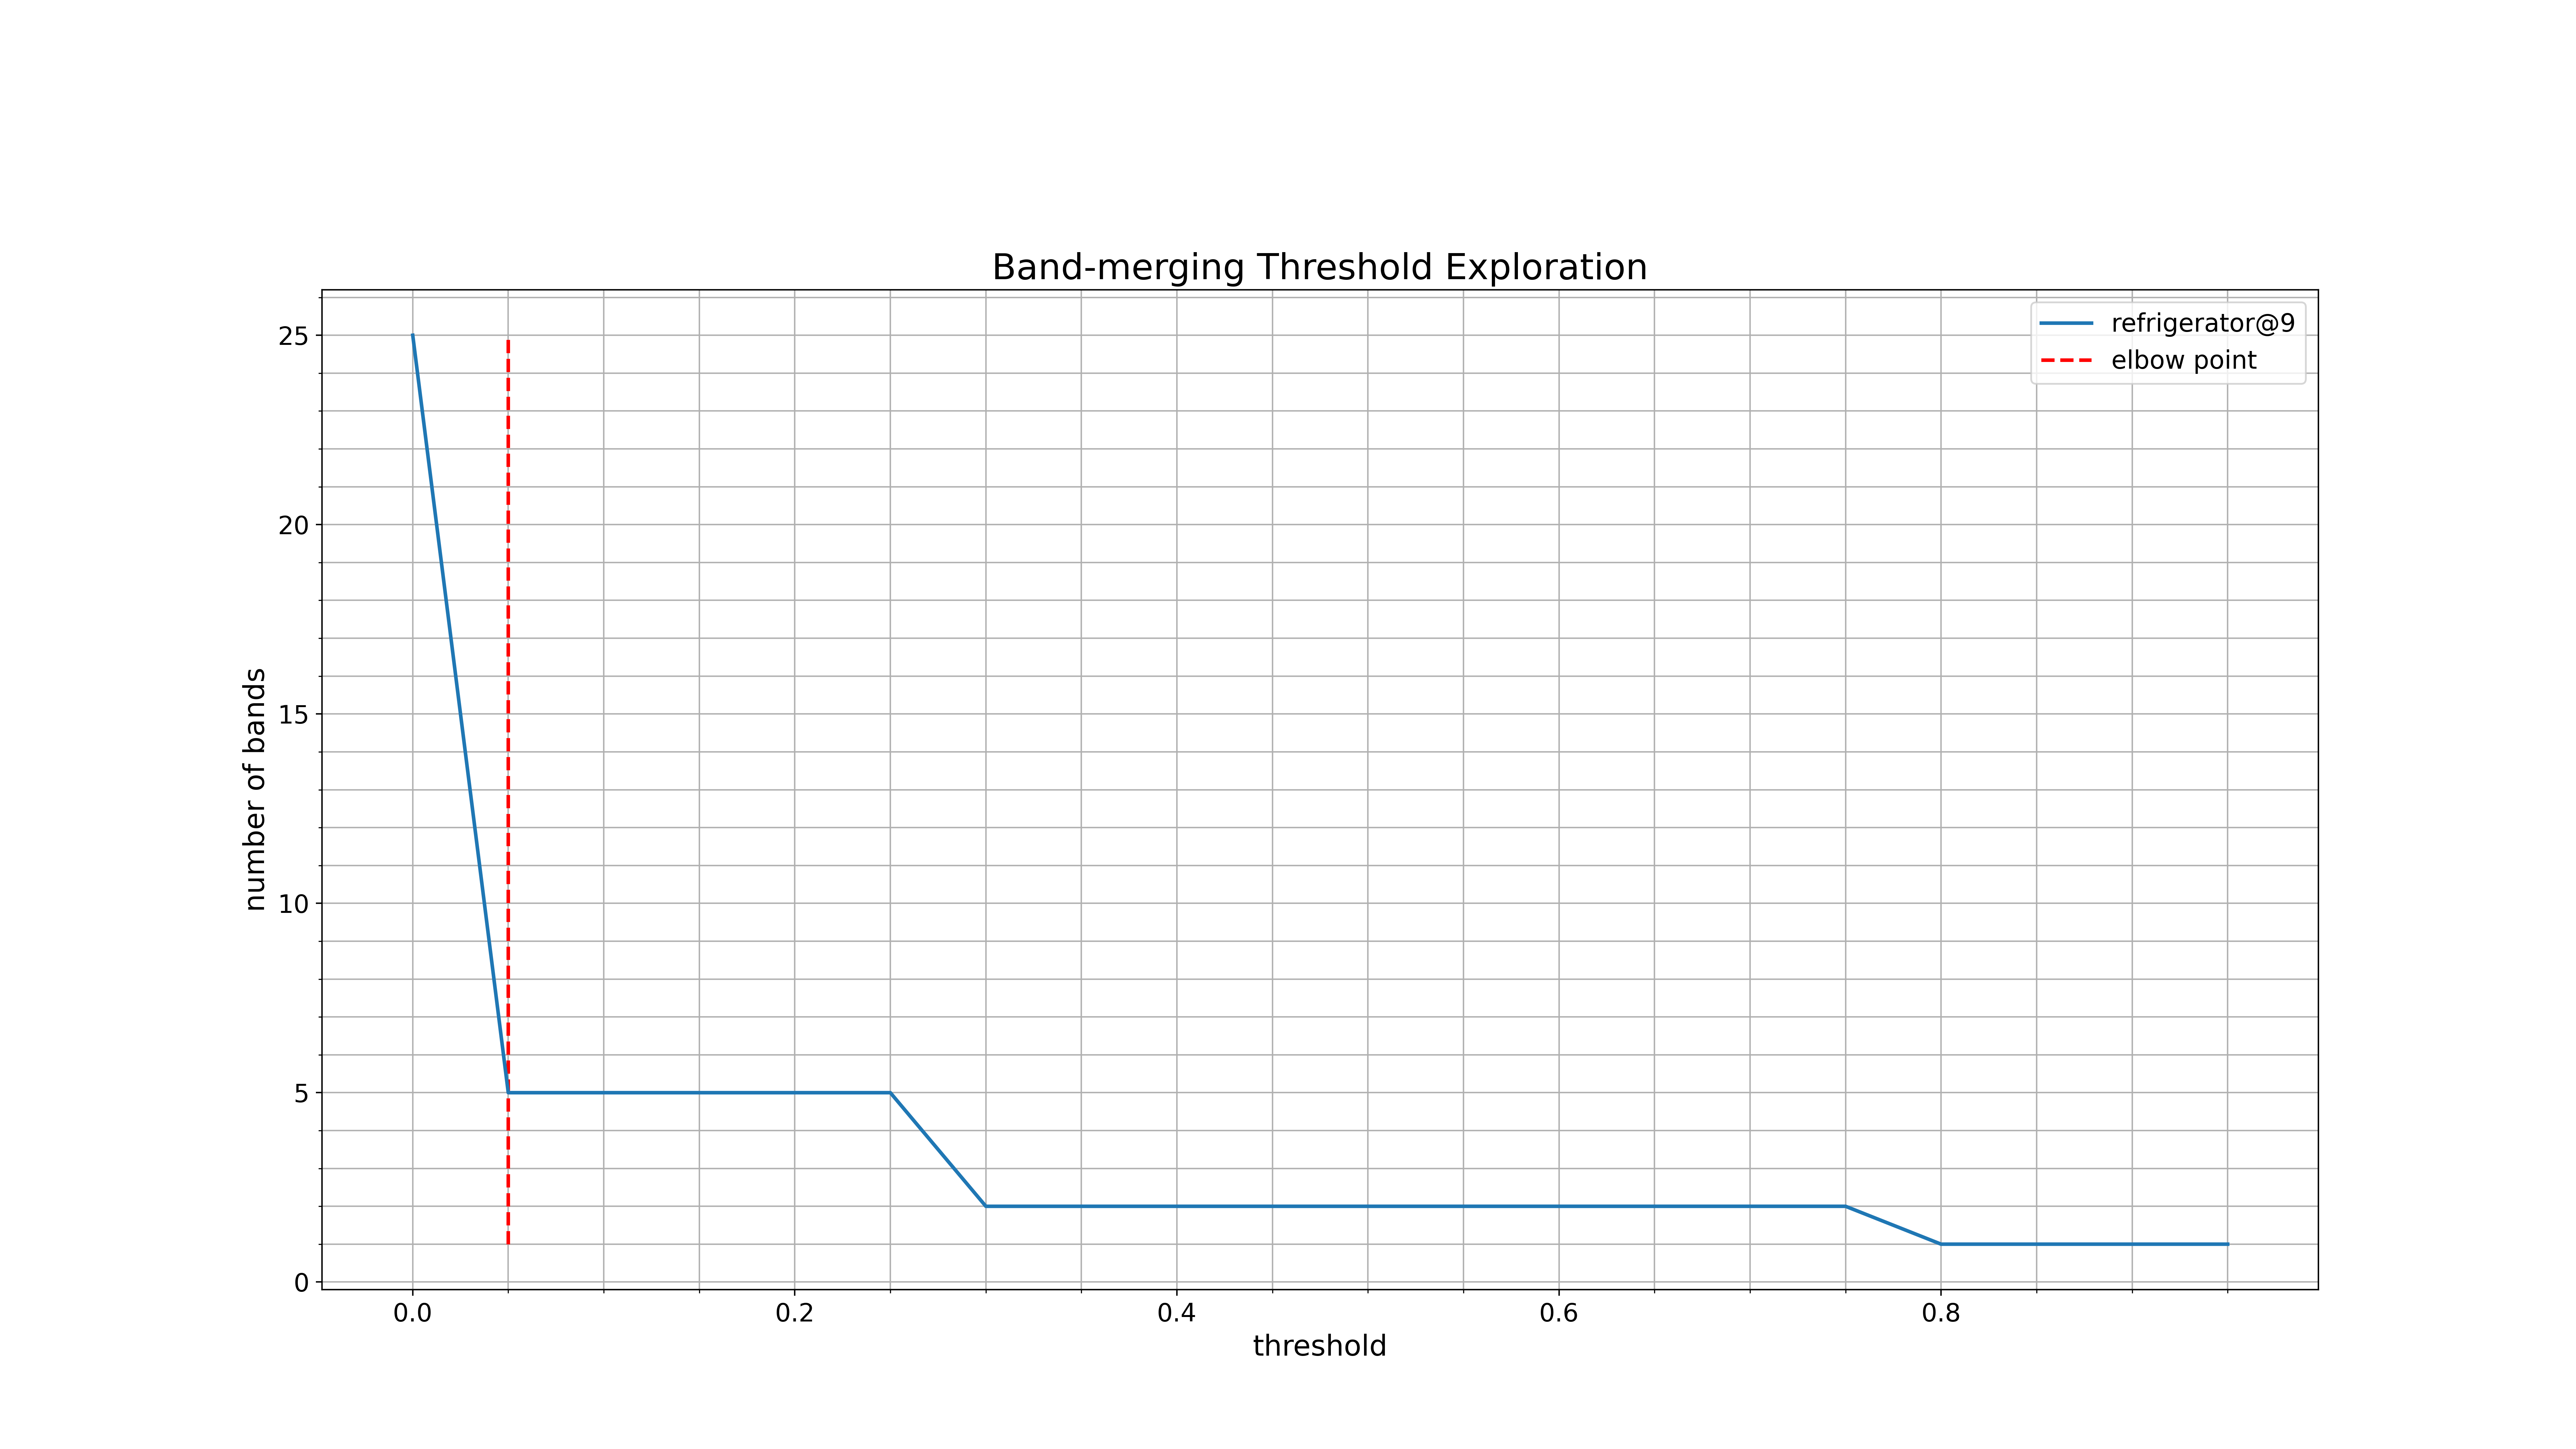 Band-merging Threshold Exploration
refrigerator@9
elbow point
25
20
15
10
5
0
number of bands
0.0 0.2 0.4 0.6 0.8
threshold